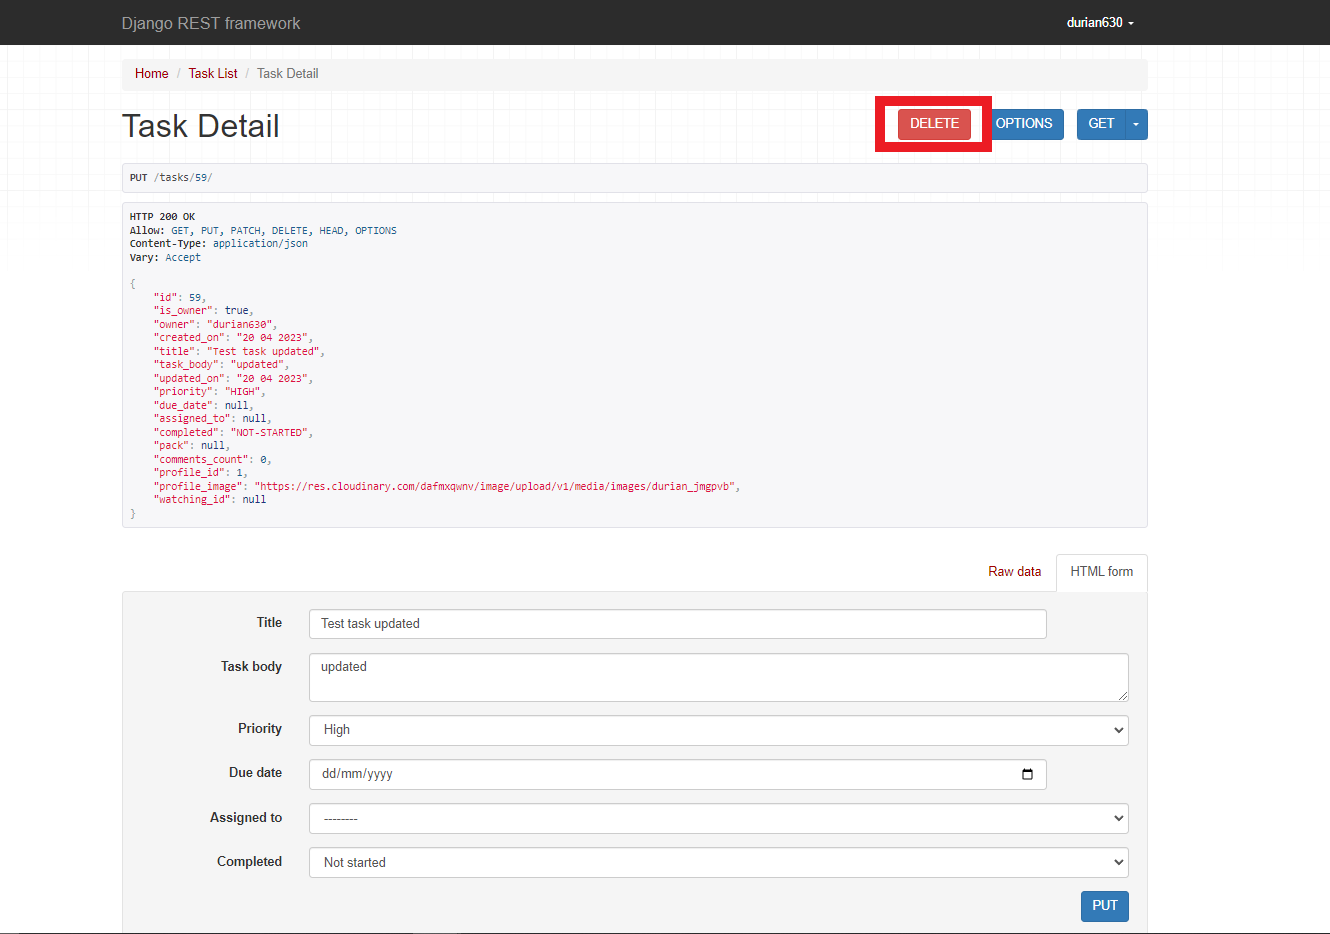 Django REST framework
durian630
Home / Task List / Task Detail
Task Detail
DELETE
OPTIONS
GET
PUT /tasks/59/
HTTP 200 OK
Allow: GET, PUT, PATCH, DELETE, HEAD, OPTIONS
Content-Type: application/json
Vary: Accept
{
    "id": 59,
    "is_owner": true,
    "owner": "durian630",
    "created_on": "20 04 2023",
    "title": "Test task updated",
    "task_body": "updated",
    "updated_on": "20 04 2023",
    "priority": "HIGH",
    "due_date": null,
    "assigned_to": null,
    "completed": "NOT-STARTED",
    "pack": null,
    "comments_count": 0,
    "profile_id": 1,
    "profile_image": "https://res.cloudinary.com/dafmxqwnv/image/upload/v1/media/images/durian_jmgpvb",
    "watching_id": null
}
Raw data
HTML form
Title
Test task updated
Task body
updated
Priority
High
Due date
dd/mm/yyyy
Assigned to
--------
Completed
Not started
PUT